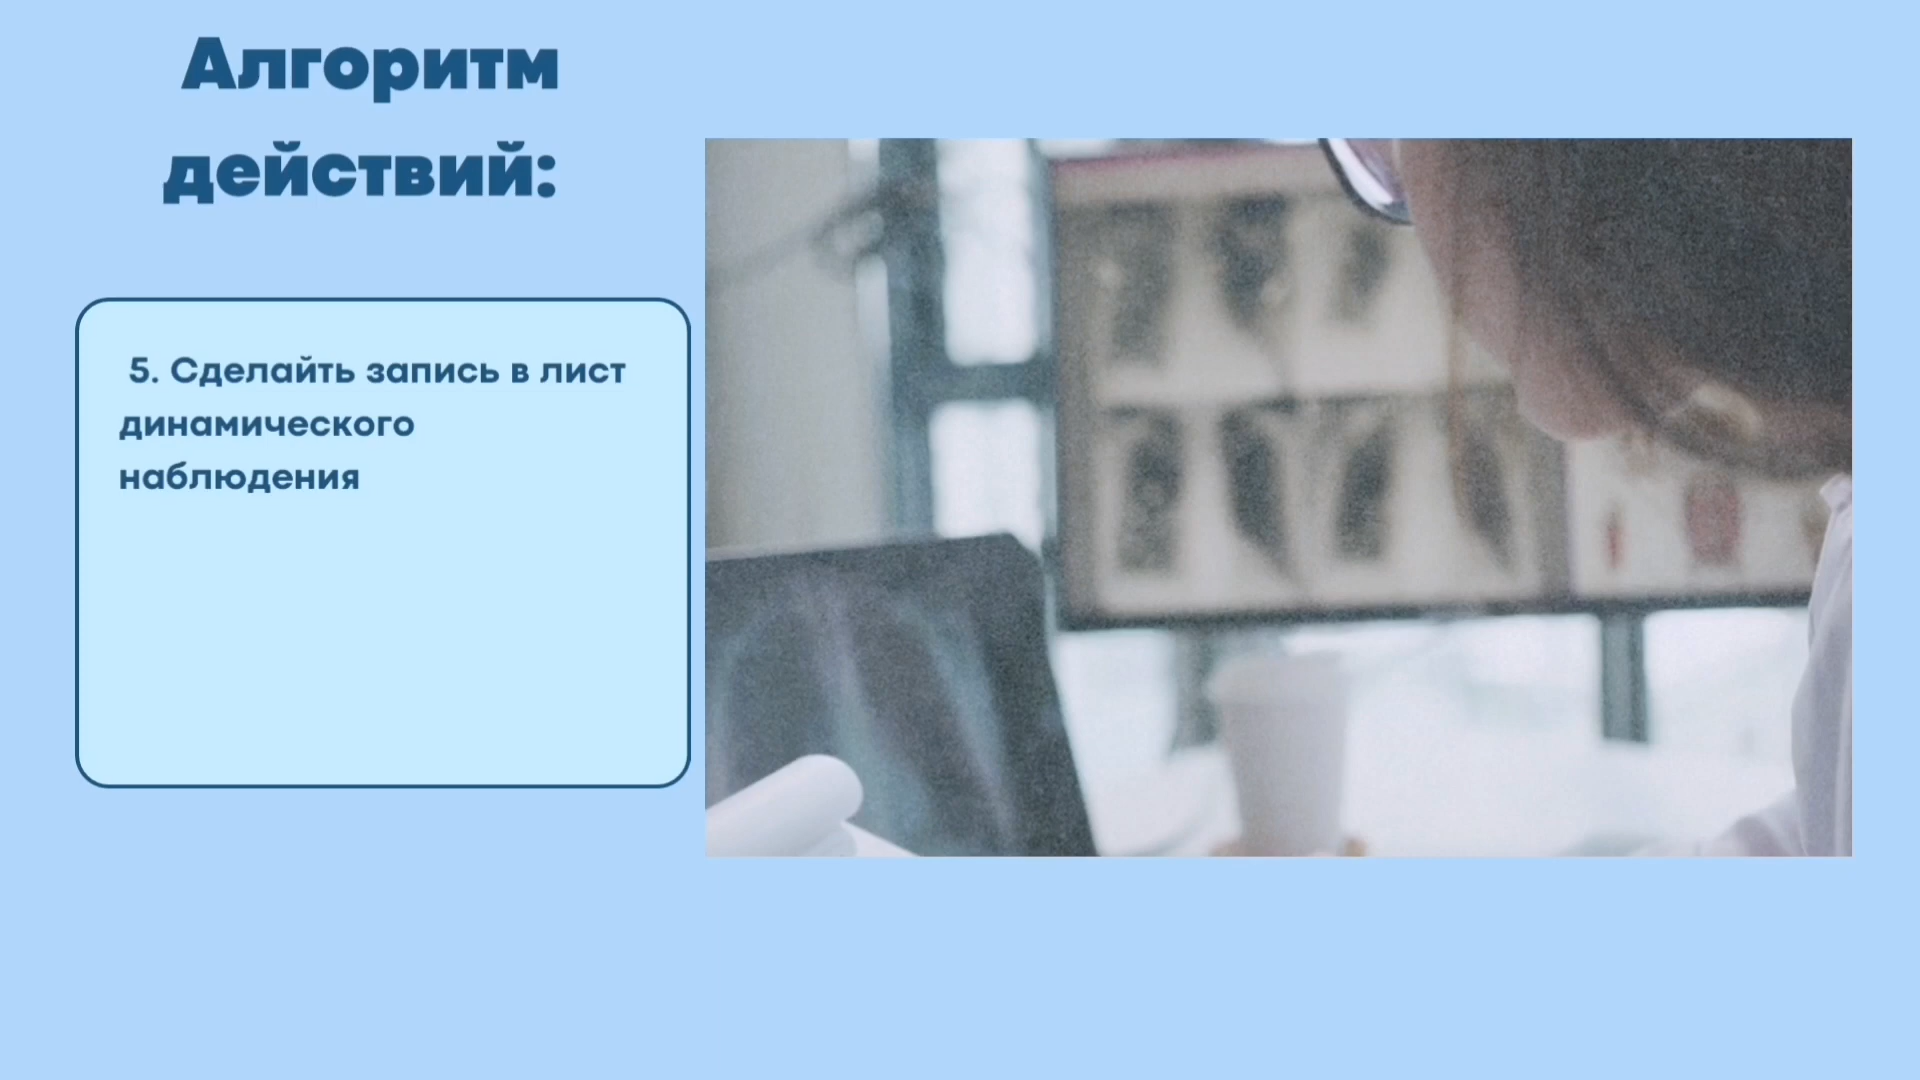 Алгоритм
действий:
5. Сделайть запись в лист
динамического
наблюдения